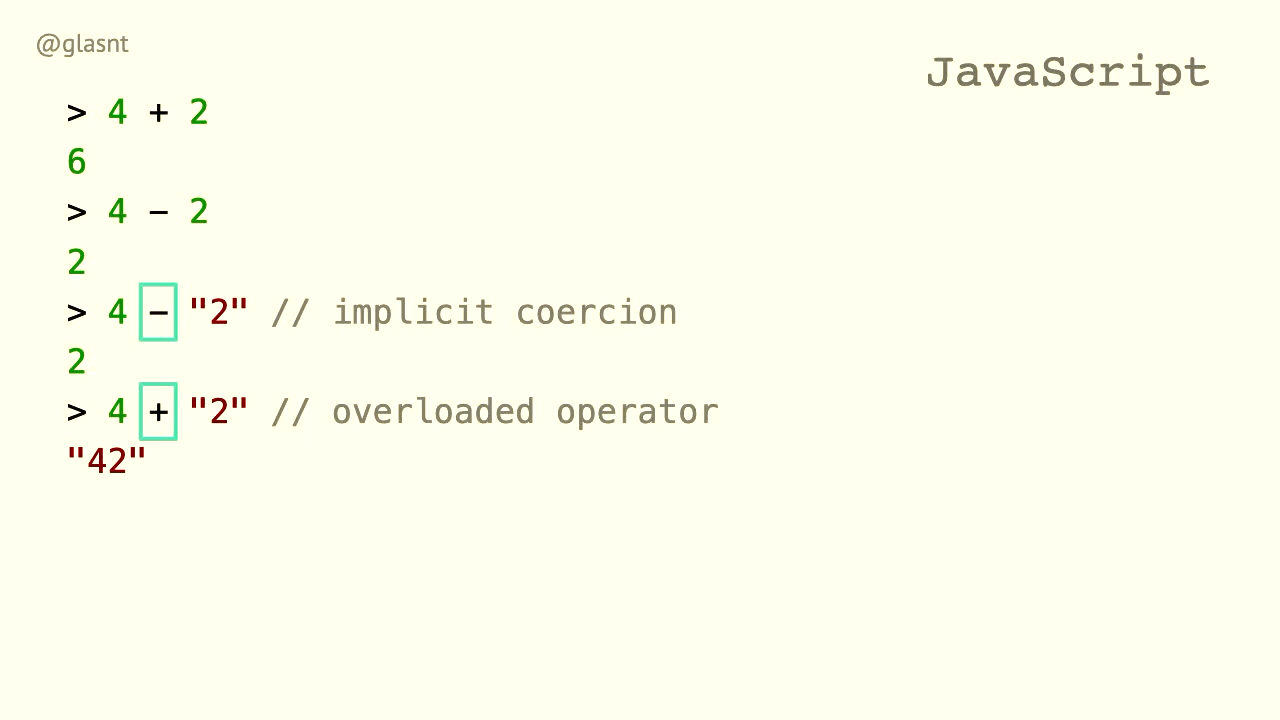 @glasnt
JavaScript
> 4 + 2
6
> 4 - 2
2
> 4 - "2" // implicit coercion
2
> 4 + "2" // overloaded operator
"42"